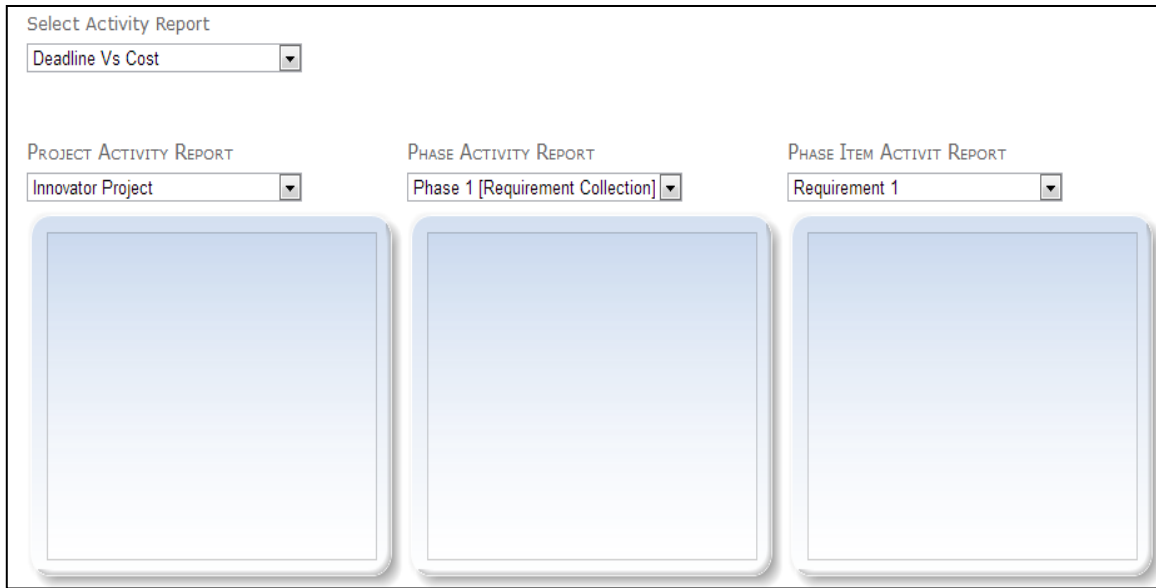 Select Activity Report
Deadline Vs Cost
Project Activity Report
Innovator Project
Phase Activity Report
Phase 1 [Requirement Collection]
Phase Item Activit Report
Requirement 1